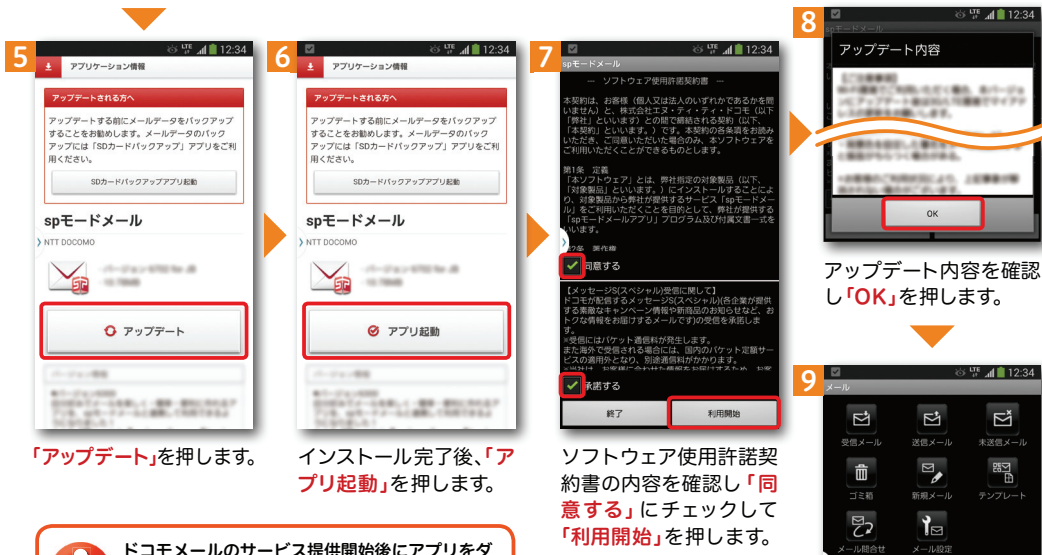 5
LTE 12:34
アプリケーション情報
アップデートされる方へ
アップデートする前にメールデータをバックアップ
することをお勧めします。メールデータのバック
アップには「SDカードバックアップ」アプリをご利
用ください。
SDカードバックアップアプリ起動
spモードメール
NTT DOCOMO
アップデート
「アップデート」を押します。
6
LTE 12:34
アプリケーション情報
アップデートされる方へ
アップデートする前にメールデータをバックアップ
することをお勧めします。メールデータのバック
アップには「SDカードバックアップ」アプリをご利
用ください。
SDカードバックアップアプリ起動
spモードメール
NTT DOCOMO
アプリ起動
インストール完了後、「ア
プリ起動」を押します。
7
LTE 12:34
spモードメール
― ソフトウェア使用許諾契約書 ―
本契約は、お客様（個人又は法人のいずれかであるかを問
いません）と、株式会社エヌ・ティ・ティ・ドコモ（以下
「弊社」といいます）との間で締結される契約（以下、
「本契約」といいます。）です。本契約の各条項をお読み
いただき、ご同意いただいた場合のみ、本ソフトウェアを
ご利用いただくことができるものとします。
第1条 定義
「本ソフトウェア」とは、弊社指定の対象製品（以下、
「対象製品」といいます。）にインストールすることによ
り、対象製品から弊社が提供するサービス「spモードメー
ル」をご利用いただくことを目的として、弊社が提供する
「spモードメールアプリ」プログラム及び付属文書一式を
いいます。
第2条 著作権
同意する
【メッセージS(スペシャル)受信に関して】
ドコモが配信するメッセージS(スペシャル)(各企業が提供
する素敵なキャンペーン情報や新商品のお知らせなど、お
トクな情報をお届けするメールです)の受信を承諾しま
す。
※受信にはパケット通信料が発生します。
また海外で受信される場合には、国内のパケット定額サー
ビスの適用外となり、別途通信料がかかります。
※当社は、お客様に合わせた情報をお届けするため、お客
承諾する
終了
利用開始
ソフトウェア使用許諾契
約書の内容を確認し「同
意する」にチェックして
「利用開始」を押します。
8
LTE 12:34
アップデート内容
OK
アップデート内容を確認
し「OK」を押します。
9
LTE 12:34
メール
受信メール 送信メール 未送信メール
ゴミ箱 新規メール テンプレート
メール問合せ メール設定
ドコモメールのサービス提供開始後にアプリをダ